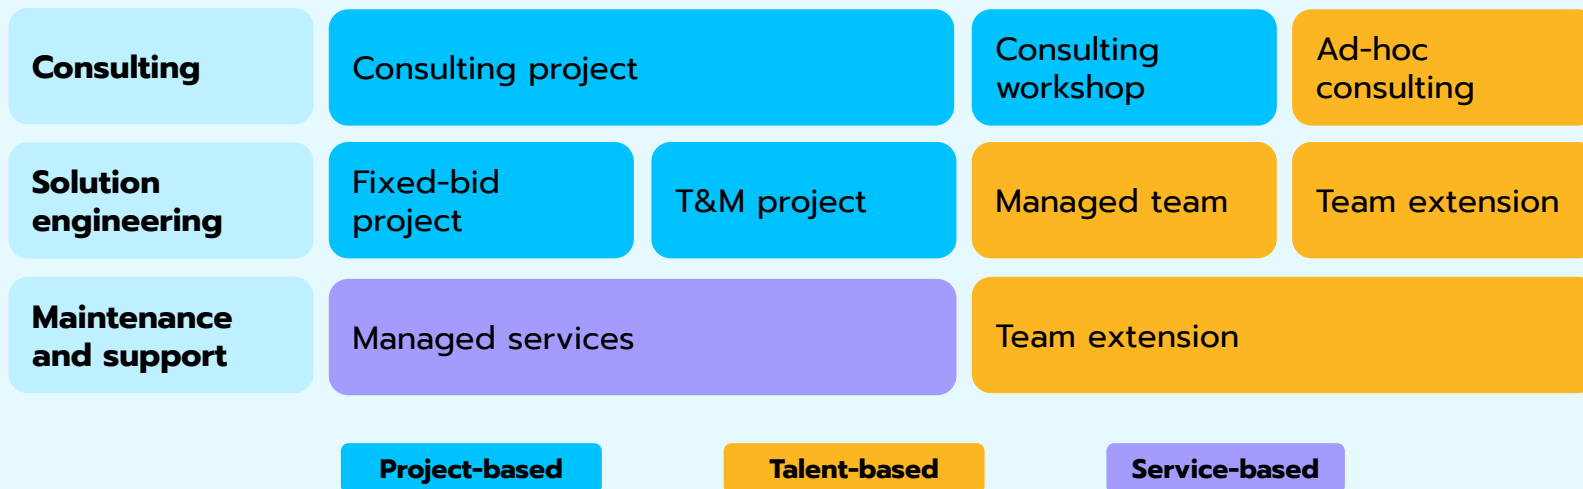 Consulting
Consulting project
Consulting
workshop
Ad-hoc
consulting
Solution
engineering
Fixed-bid
project
T&M project
Managed team
Team extension
Maintenance
and support
Managed services
Team extension
Project-based
Talent-based
Service-based